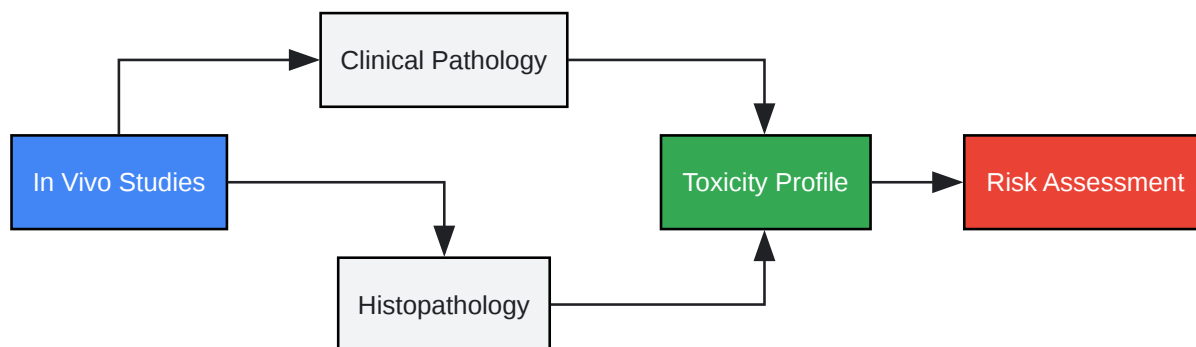 Clinical Pathology
In Vivo Studies
Toxicity Profile
Risk Assessment
Histopathology